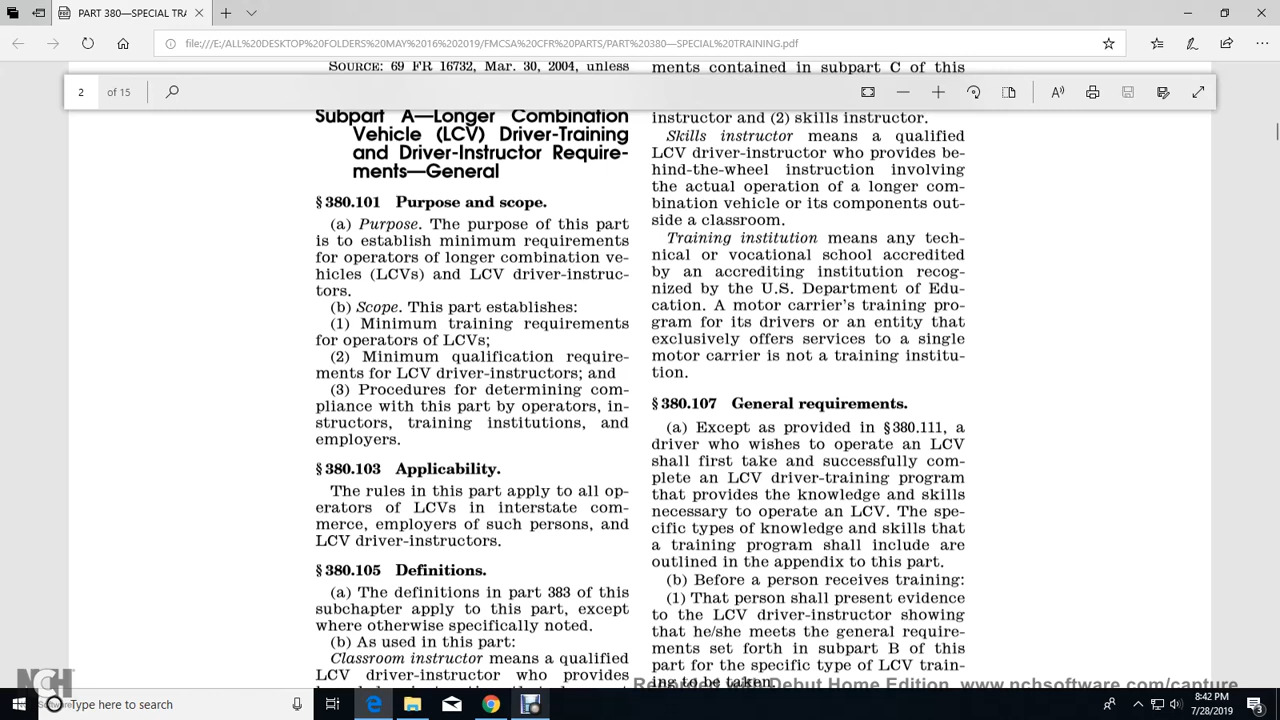 PART 380—SPECIAL TRA
file:///E:/ALL%20DESKTOP%20FOLDERS%20MAY%2016%202019/FMCSA%20CFR%20PARTS/PART%20380—SPECIAL%20TRAINING.pdf
2 of 15
SOURCE: 69 FR 16732, Mar. 30, 2004, unless
Subpart A—Longer Combination
Vehicle (LCV) Driver-Training
and Driver-Instructor Require-
ments—General
§ 380.101 Purpose and scope.
(a) Purpose. The purpose of this part
is to establish minimum requirements
for operators of longer combination ve-
hicles (LCVs) and LCV driver-instruc-
tors.
(b) Scope. This part establishes:
(1) Minimum training requirements
for operators of LCVs;
(2) Minimum qualification require-
ments for LCV driver-instructors; and
(3) Procedures for determining com-
pliance with this part by operators, in-
structors, training institutions, and
employers.
§ 380.103 Applicability.
The rules in this part apply to all op-
erators of LCVs in interstate com-
merce, employers of such persons, and
LCV driver-instructors.
§ 380.105 Definitions.
(a) The definitions in part 383 of this
subchapter apply to this part, except
where otherwise specifically noted.
(b) As used in this part:
Classroom instructor means a qualified
LCV driver-instructor who provides
ments contained in subpart C of this
instructor and (2) skills instructor.
Skills instructor means a qualified
LCV driver-instructor who provides be-
hind-the-wheel instruction involving
the actual operation of a longer com-
bination vehicle or its components out-
side a classroom.
Training institution means any tech-
nical or vocational school accredited
by an accrediting institution recog-
nized by the U.S. Department of Edu-
cation. A motor carrier's training pro-
gram for its drivers or an entity that
exclusively offers services to a single
motor carrier is not a training institu-
tion.
§ 380.107 General requirements.
(a) Except as provided in § 380.111, a
driver who wishes to operate an LCV
shall first take and successfully com-
plete an LCV driver-training program
that provides the knowledge and skills
necessary to operate an LCV. The spe-
cific types of knowledge and skills that
a training program shall include are
outlined in the appendix to this part.
(b) Before a person receives training:
(1) That person shall present evidence
to the LCV driver-instructor showing
that he/she meets the general require-
ments set forth in subpart B of this
part for the specific type of LCV train-
ing to be taken.
Recorded with Debut Home Edition www.nchsoftware.com/capture
NCH
Software
Type here to search
8:42 PM
7/28/2019